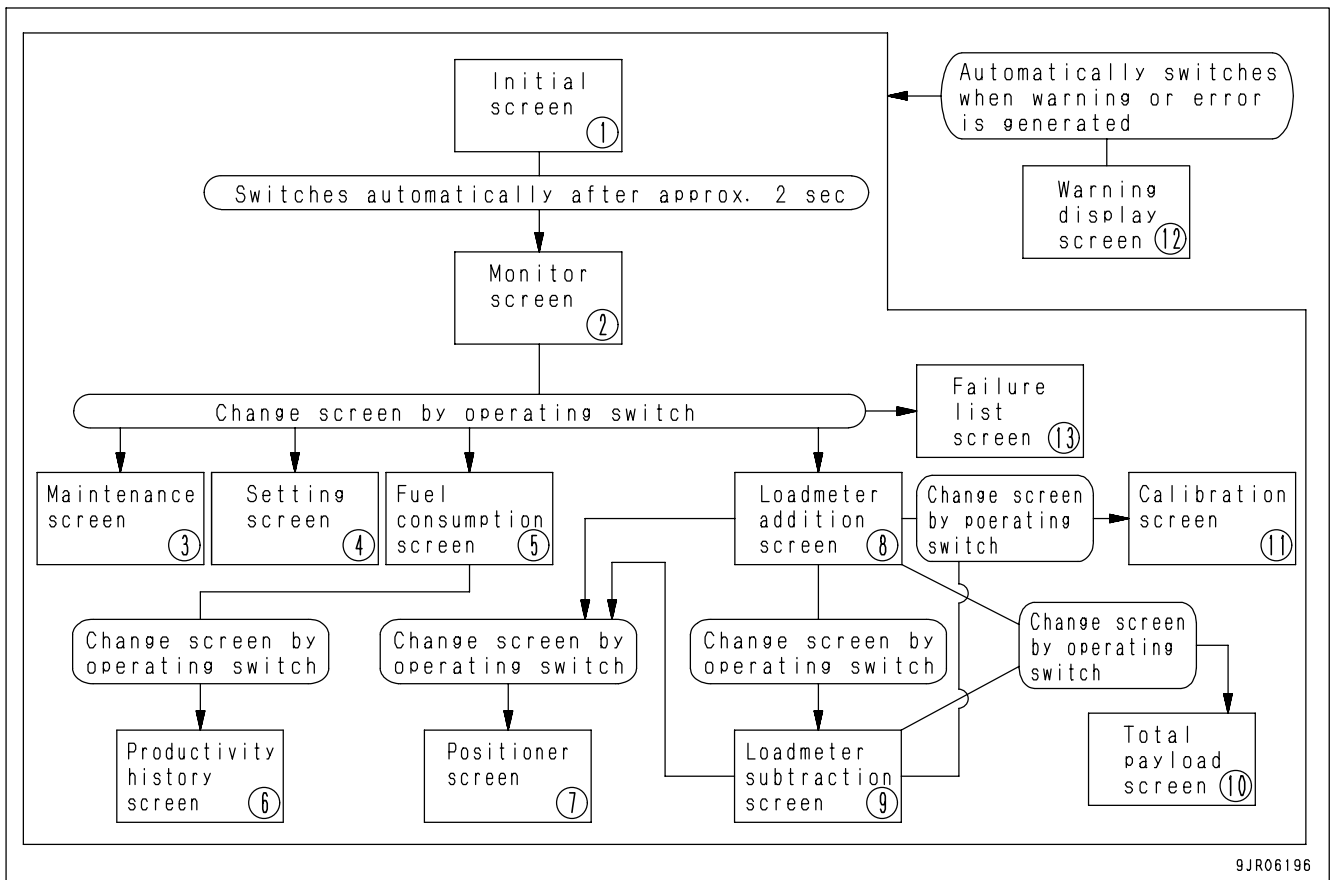 Initial
screen
①
Automatically switches
when warning or error
is generated
Switches automatically after approx. 2 sec
Warning
display
screen ⑫
Monitor
screen
②
Change screen by operating switch
Failure
list
screen ⑬
Maintenance
screen
③
Setting
screen
④
Fuel
consumption
screen ⑤
Loadmeter
addition
screen ⑧
Change screen
by poerating
switch
Calibration
screen
⑪
Change screen by
operating switch
Change screen by
operating switch
Change screen by
operating switch
Change screen
by operating
switch
Productivity
history
screen ⑥
Positioner
screen
⑦
Loadmeter
subtraction
screen ⑨
Total
payload
screen ⑩
9JR06196